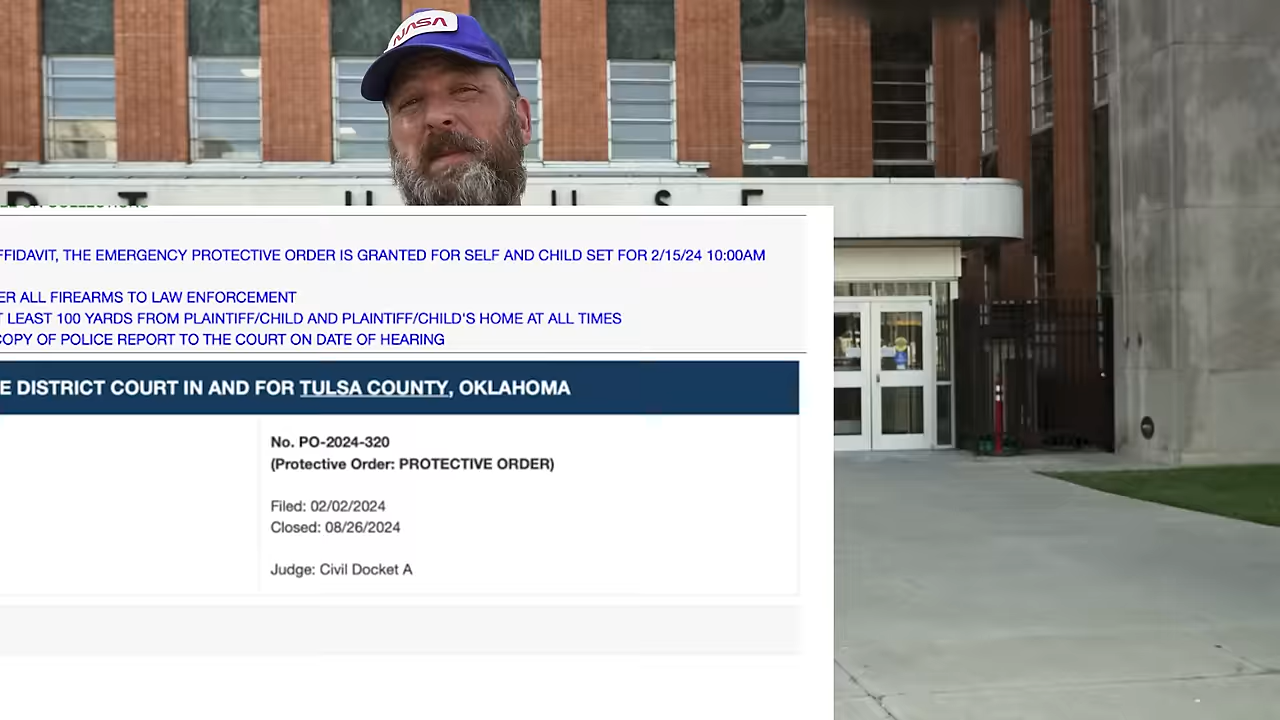 NASA
RT HOUSE
FFIDAVIT, THE EMERGENCY PROTECTIVE ORDER IS GRANTED FOR SELF AND CHILD SET FOR 2/15/24 10:00AM
ER ALL FIREARMS TO LAW ENFORCEMENT
T LEAST 100 YARDS FROM PLAINTIFF/CHILD AND PLAINTIFF/CHILD'S HOME AT ALL TIMES
COPY OF POLICE REPORT TO THE COURT ON DATE OF HEARING
E DISTRICT COURT IN AND FOR TULSA COUNTY, OKLAHOMA
No. PO-2024-320
(Protective Order: PROTECTIVE ORDER)
Filed: 02/02/2024
Closed: 08/26/2024
Judge: Civil Docket A